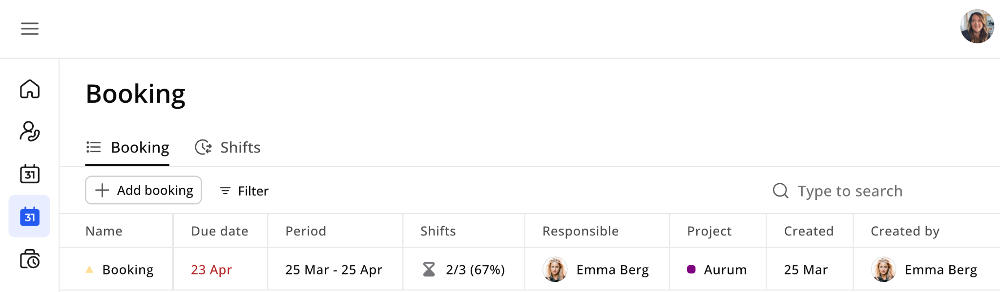 Booking
Booking Shifts
Add booking Filter Type to search
Name Due date Period Shifts Responsible Project Created Created by
Booking 23 Apr 25 Mar - 25 Apr 2/3 (67%) Emma Berg Aurum 25 Mar Emma Berg
31
31